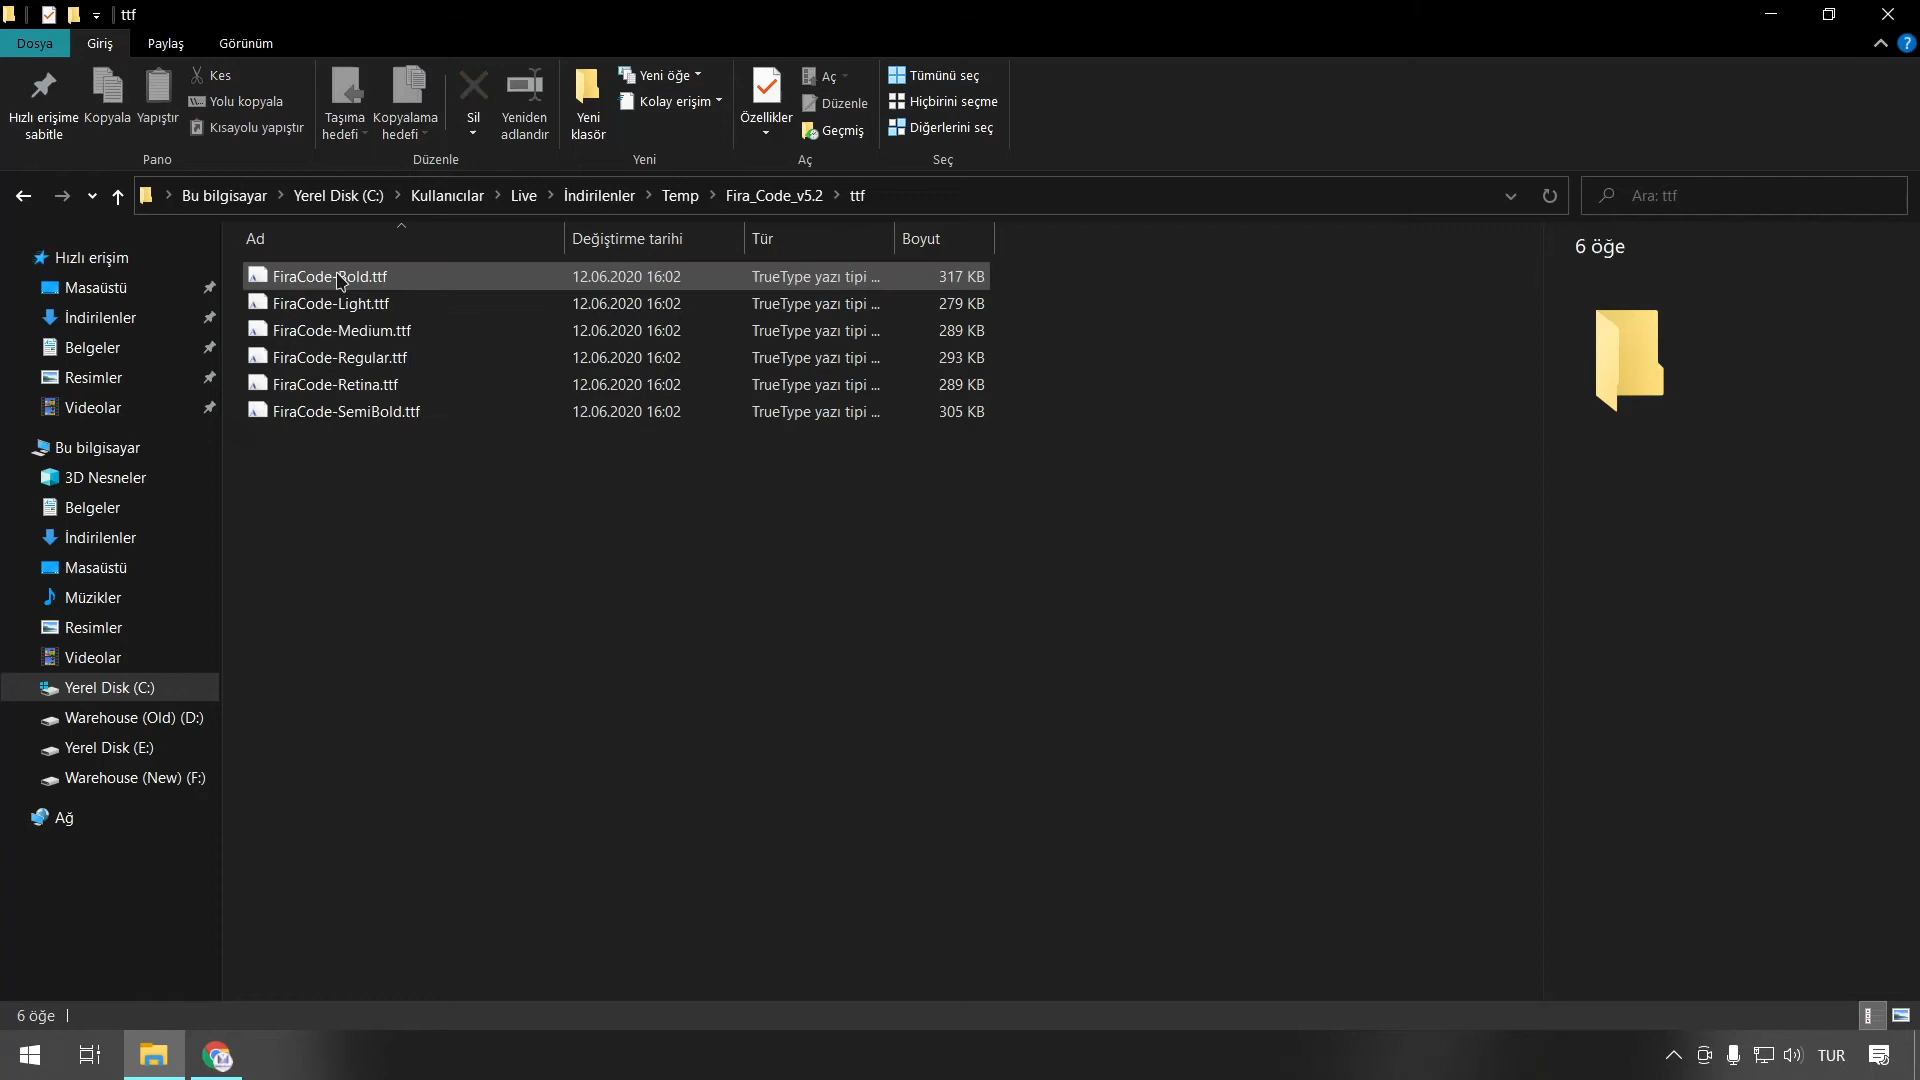 ttf
Dosya Giriş Paylaş Görünüm
Hızlı erişime sabitle
Kopyala
Yapıştır
Kes
Yolu kopyala
Kısayolu yapıştır
Pano
Taşıma hedefi
Kopyalama hedefi
Sil
Yeniden adlandır
Düzenle
Yeni klasör
Yeni öğe
Kolay erişim
Yeni
Özellikler
Aç
Düzenle
Geçmiş
Aç
Tümünü seç
Hiçbirini seçme
Diğerlerini seç
Seç
Bu bilgisayar > Yerel Disk (C:) > Kullanıcılar > Live > İndirilenler > Temp > Fira_Code_v5.2 > ttf
Ara: ttf
Hızlı erişim
Masaüstü
İndirilenler
Belgeler
Resimler
Videolar
Bu bilgisayar
3D Nesneler
Belgeler
İndirilenler
Masaüstü
Müzikler
Resimler
Videolar
Yerel Disk (C:)
Warehouse (Old) (D:)
Yerel Disk (E:)
Warehouse (New) (F:)
Ağ
Ad Değiştirme tarihi Tür Boyut
FiraCode-Bold.ttf 12.06.2020 16:02 TrueType yazı tipi ... 317 KB
FiraCode-Light.ttf 12.06.2020 16:02 TrueType yazı tipi ... 279 KB
FiraCode-Medium.ttf 12.06.2020 16:02 TrueType yazı tipi ... 289 KB
FiraCode-Regular.ttf 12.06.2020 16:02 TrueType yazı tipi ... 293 KB
FiraCode-Retina.ttf 12.06.2020 16:02 TrueType yazı tipi ... 289 KB
FiraCode-SemiBold.ttf 12.06.2020 16:02 TrueType yazı tipi ... 305 KB
6 öğe
6 öğe
TUR